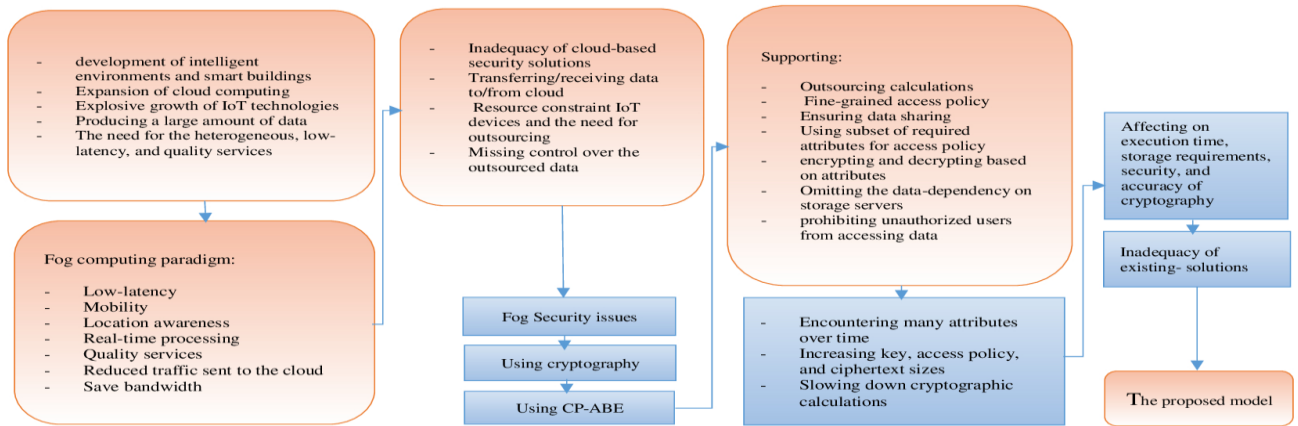 - development of intelligent
environments and smart buildings
- Expansion of cloud computing
- Explosive growth of IoT technologies
- Producing a large amount of data
- The need for the heterogeneous, low-
latency, and quality services
Fog computing paradigm:
- Low-latency
- Mobility
- Location awareness
- Real-time processing
- Quality services
- Reduced traffic sent to the cloud
- Save bandwidth
- Inadequacy of cloud-based
security solutions
- Transferring/receiving data
to/from cloud
- Resource constraint IoT
devices and the need for
outsourcing
- Missing control over the
outsourced data
Fog Security issues
Using cryptography
Using CP-ABE
Supporting:
- Outsourcing calculations
- Fine-grained access policy
- Ensuring data sharing
- Using subset of required
attributes for access policy
- encrypting and decrypting based
on attributes
- Omitting the data-dependency on
storage servers
- prohibiting unauthorized users
from accessing data
- Encountering many attributes
over time
- Increasing key, access policy,
and ciphertext sizes
- Slowing down cryptographic
calculations
Affecting on
execution time,
storage requirements,
security, and
accuracy of
cryptography
Inadequacy of
existing- solutions
The proposed model